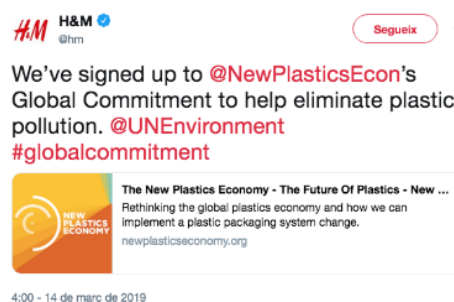 H&M H&M
@hm
Segueix
We've signed up to @NewPlasticsEcon's
Global Commitment to help eliminate plastic
pollution. @UNEnvironment
#globalcommitment
NEW
PLASTICS
ECONOMY
The New Plastics Economy - The Future Of Plastics - New ...
Rethinking the global plastics economy and how we can
implement a plastic packaging system change.
newplasticseconomy.org
4:00 - 14 de març de 2019